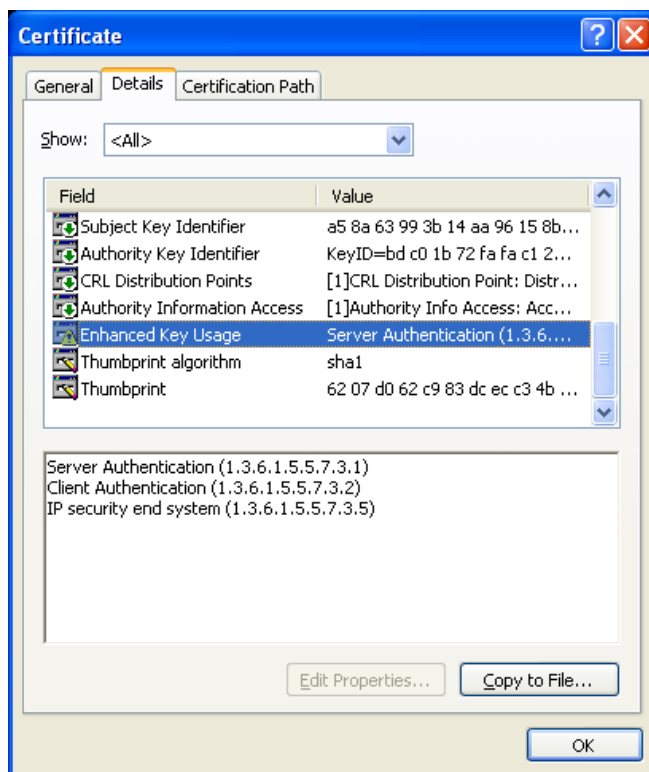 Certificate
General Details Certification Path
Show: <All>
Field Value
Subject Key Identifier a5 8a 63 99 3b 14 aa 96 15 8b...
Authority Key Identifier KeyID=bd c0 1b 72 fa fa c1 2...
CRL Distribution Points [1]CRL Distribution Point: Distr...
Authority Information Access [1]Authority Info Access: Acc...
Enhanced Key Usage Server Authentication (1.3.6....
Thumbprint algorithm sha1
Thumbprint 62 07 d0 62 c9 83 dc ec c3 4b ...
Server Authentication (1.3.6.1.5.5.7.3.1)
Client Authentication (1.3.6.1.5.5.7.3.2)
IP security end system (1.3.6.1.5.5.7.3.5)
Edit Properties... Copy to File...
OK